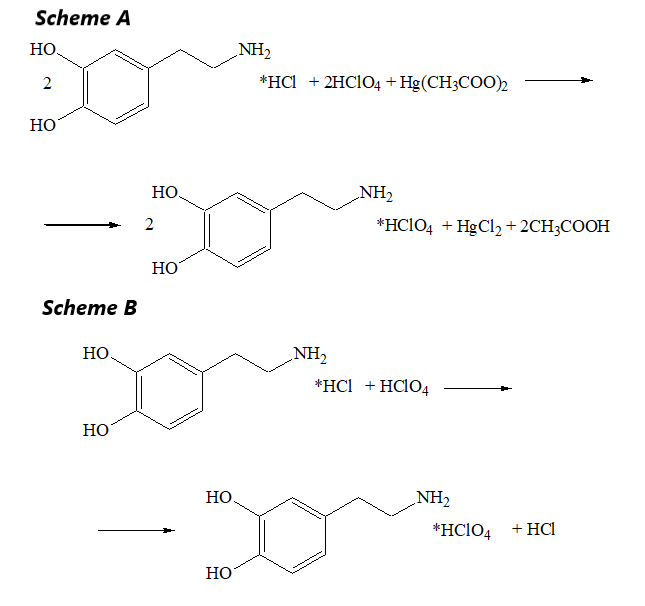 Scheme A
HO NH₂
2 *HCl + 2HClO₄ + Hg(CH₃COO)₂
HO
HO NH₂
2 *HClO₄ + HgCl₂ + 2CH₃COOH
HO
Scheme B
HO NH₂
*HCl + HClO₄
HO
HO NH₂
*HClO₄ + HCl
HO